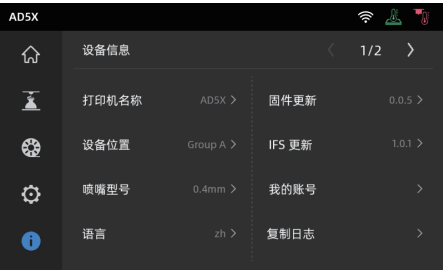 AD5X
设备信息
1/2
打印机名称 AD5X
固件更新 0.0.5
设备位置 Group A
IFS 更新 1.0.1
喷嘴型号 0.4mm
我的账号
语言 zh
复制日志